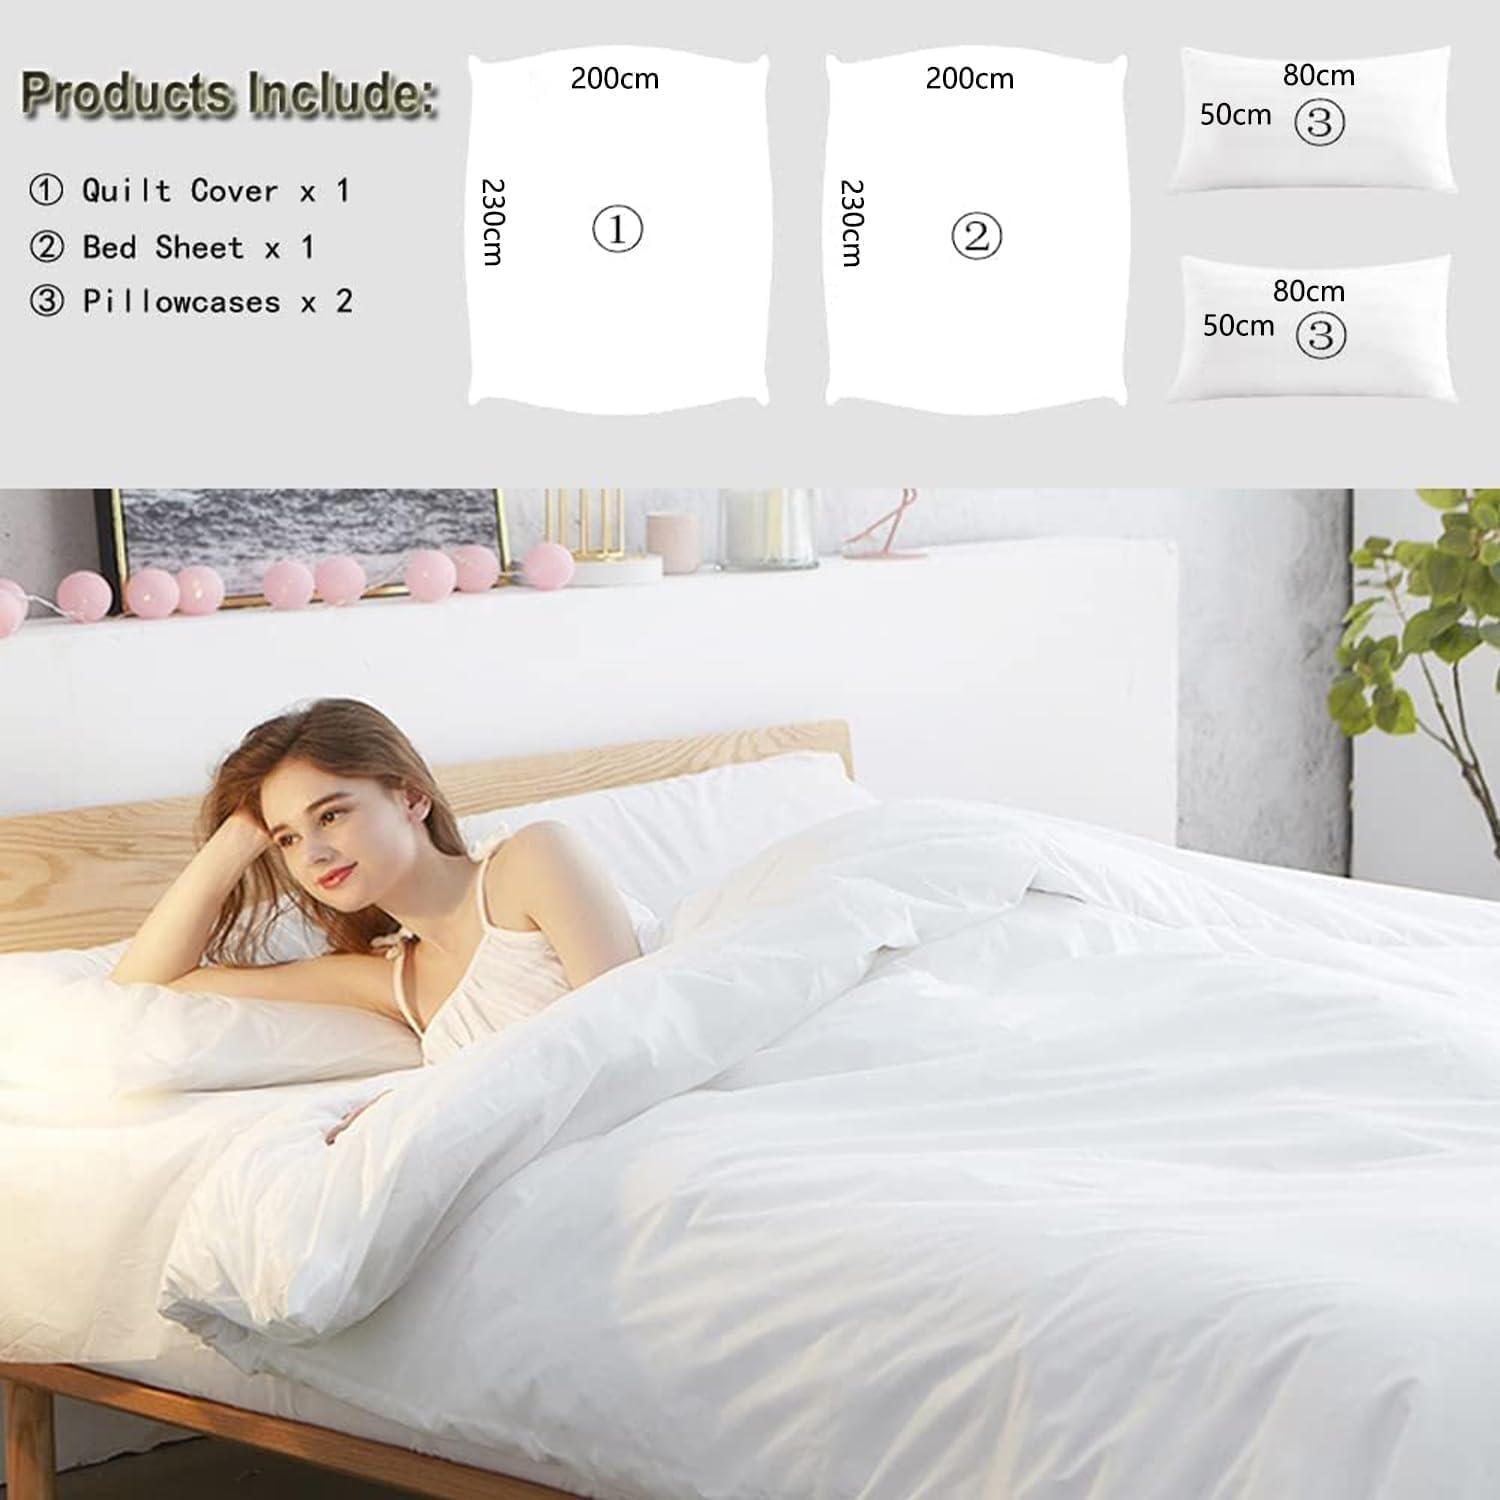 Products Include:
① Quilt Cover x 1
② Bed Sheet x 1
③ Pillowcases x 2
200cm
230cm
①
200cm
230cm
②
80cm
50cm ③
80cm
50cm ③